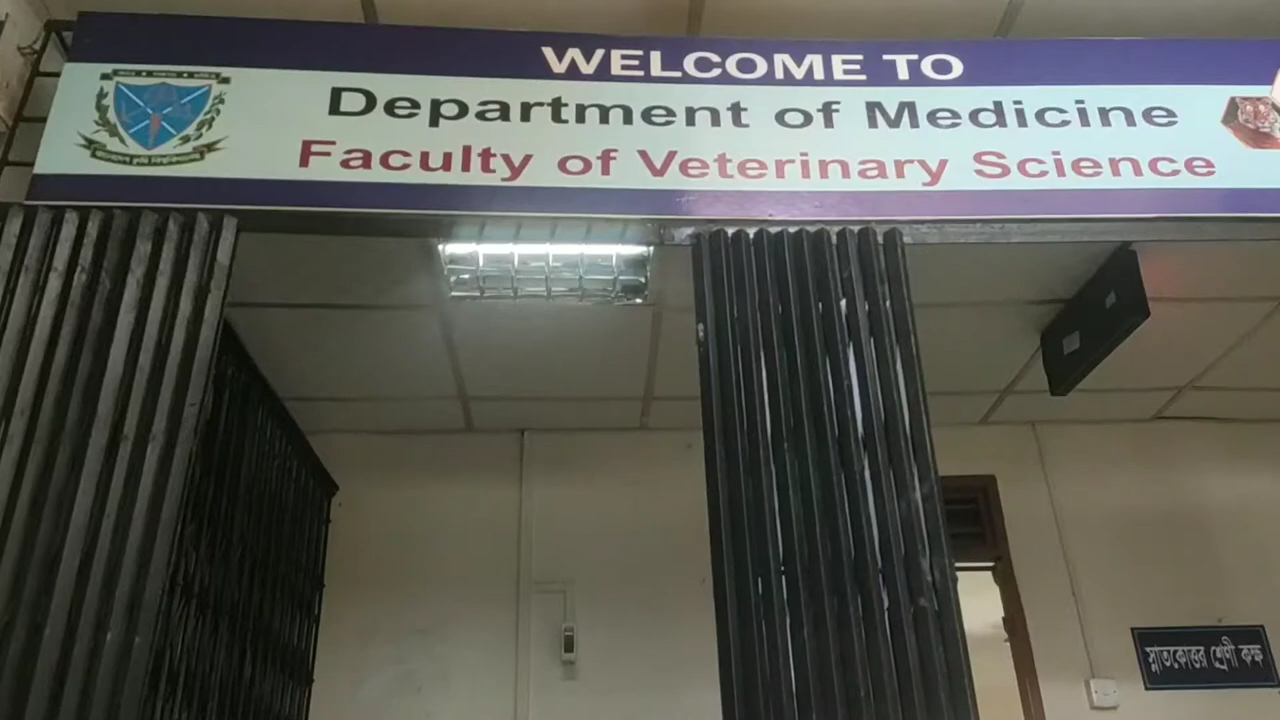 WELCOME TO
Department of Medicine
Faculty of Veterinary Science
স্নাতকোত্তর শ্রেণী কক্ষ